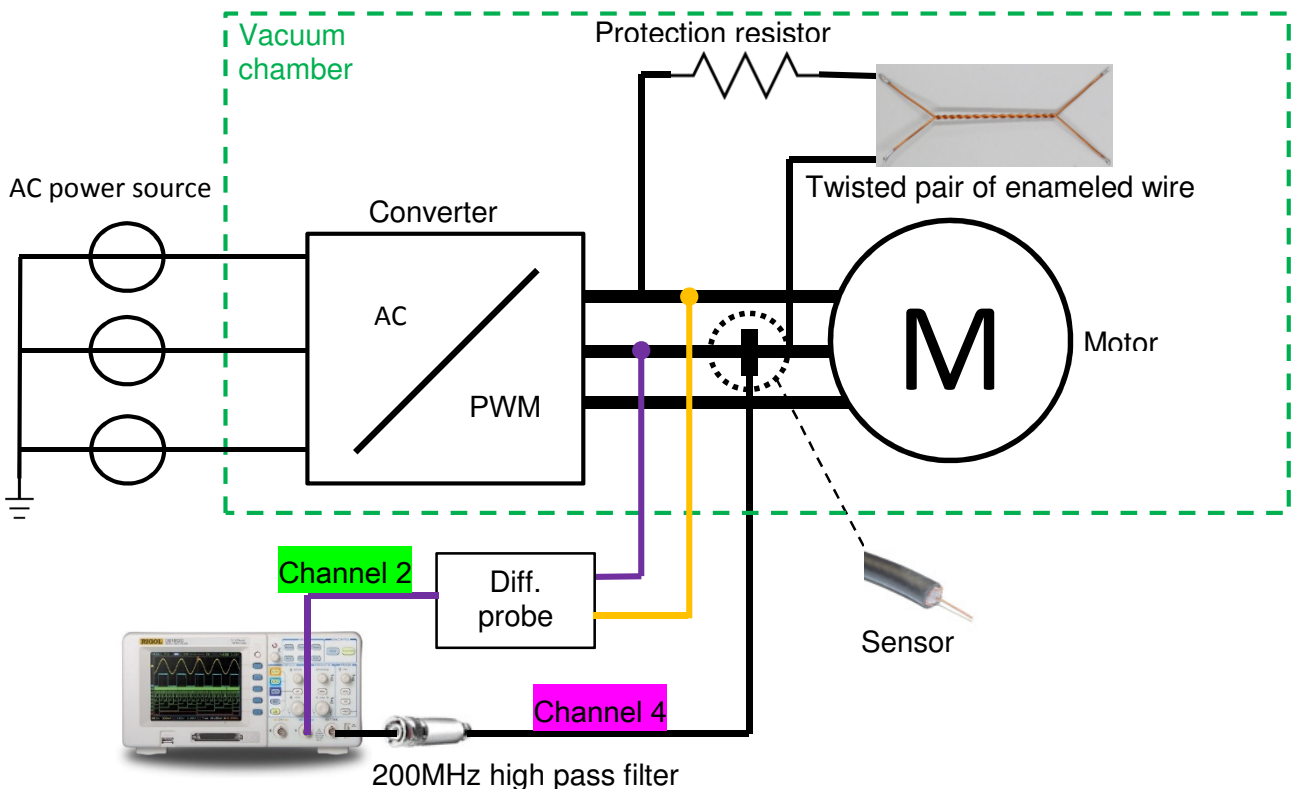 Vacuum
chamber
Protection resistor
AC power source
Twisted pair of enameled wire
Converter
AC
PWM
M
Motor
Channel 2
Diff.
probe
Sensor
RIGOL
Channel 4
200MHz high pass filter